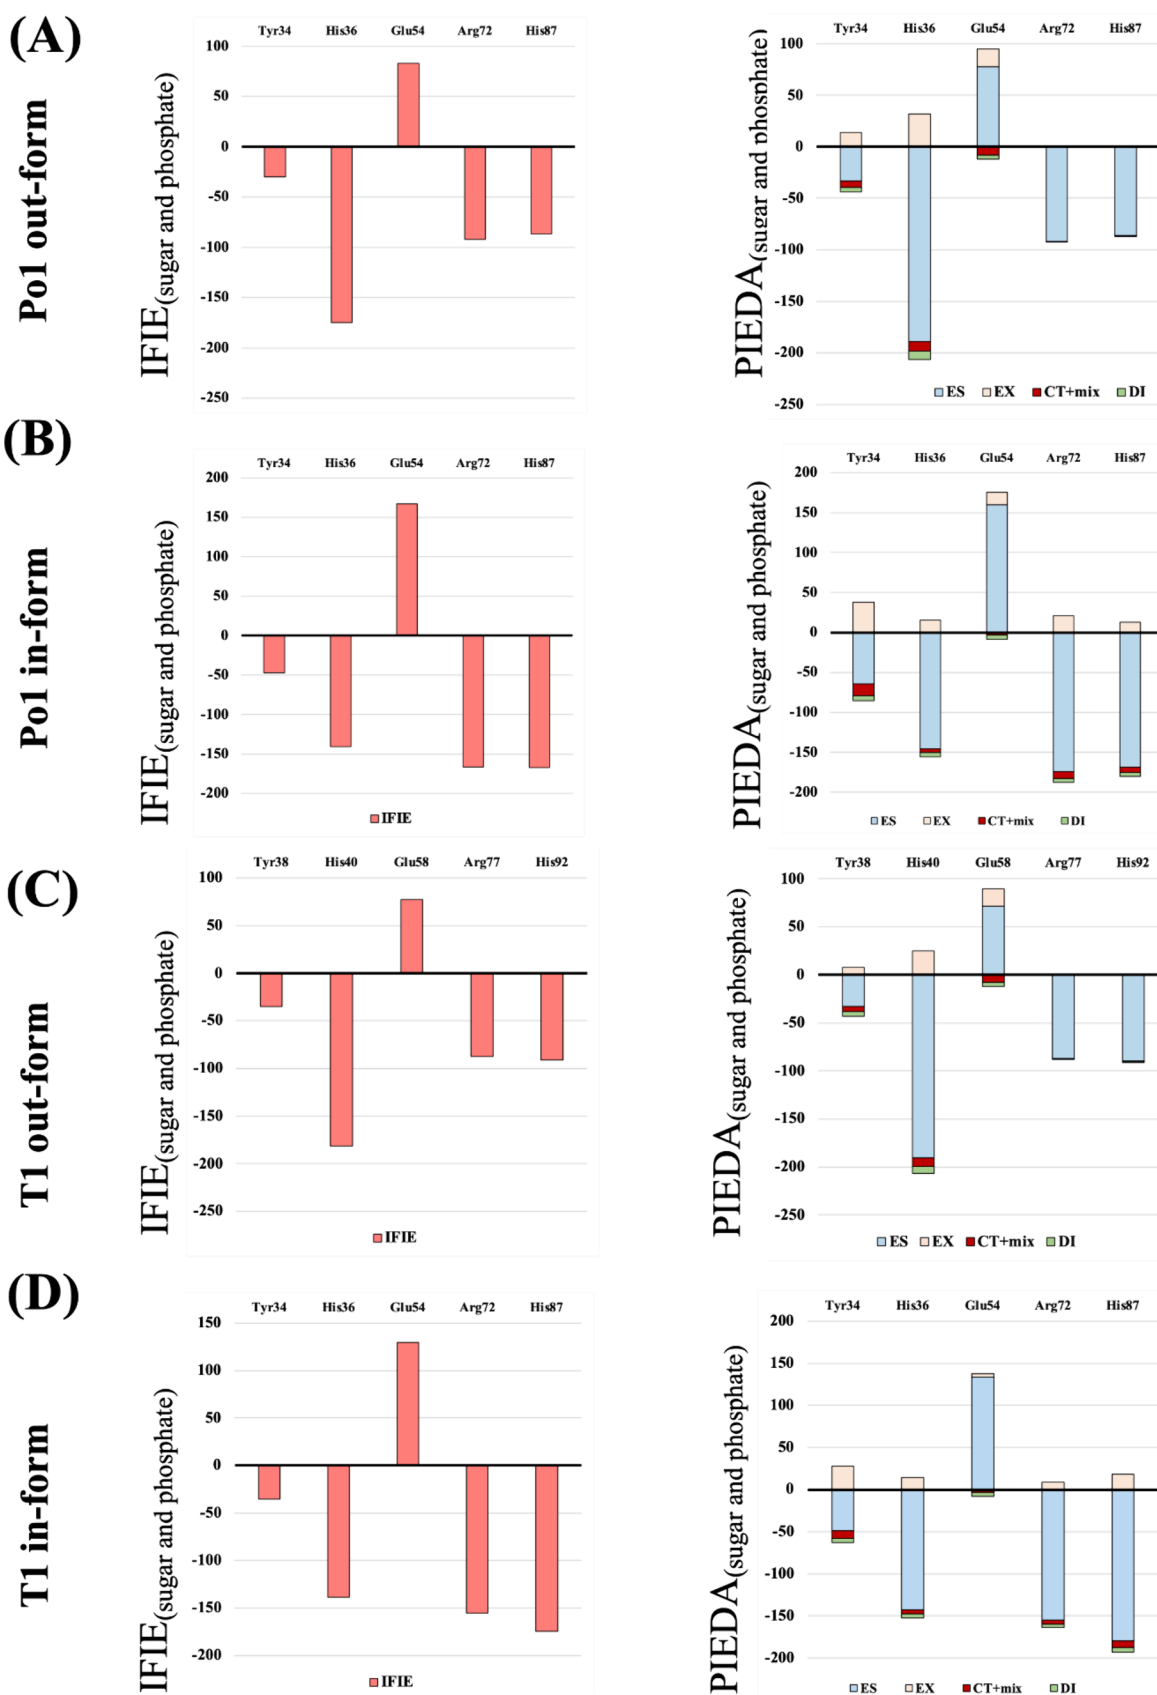 (A)
Po1 out-form
IFIE(sugar and phosphate)
Tyr34 His36 Glu54 Arg72 His87
100
50
0
-50
-100
-150
-200
-250
PIEDA(sugar and phosphate)
Tyr34 His36 Glu54 Arg72 His87
100
50
0
-50
-100
-150
-200
-250
ES EX CT+mix DI
(B)
Po1 in-form
IFIE(sugar and phosphate)
Tyr34 His36 Glu54 Arg72 His87
200
150
100
50
0
-50
-100
-150
-200
IFIE
PIEDA(sugar and phosphate)
Tyr34 His36 Glu54 Arg72 His87
200
150
100
50
0
-50
-100
-150
-200
ES EX CT+mix DI
(C)
T1 out-form
IFIE(sugar and phosphate)
Tyr38 His40 Glu58 Arg77 His92
100
50
0
-50
-100
-150
-200
-250
IFIE
PIEDA(sugar and phosphate)
Tyr38 His40 Glu58 Arg77 His92
100
50
0
-50
-100
-150
-200
-250
ES EX CT+mix DI
(D)
T1 in-form
IFIE(sugar and phosphate)
Tyr34 His36 Glu54 Arg72 His87
150
100
50
0
-50
-100
-150
-200
IFIE
PIEDA(sugar and phosphate)
Tyr34 His36 Glu54 Arg72 His87
200
150
100
50
0
-50
-100
-150
-200
ES EX CT+mix DI